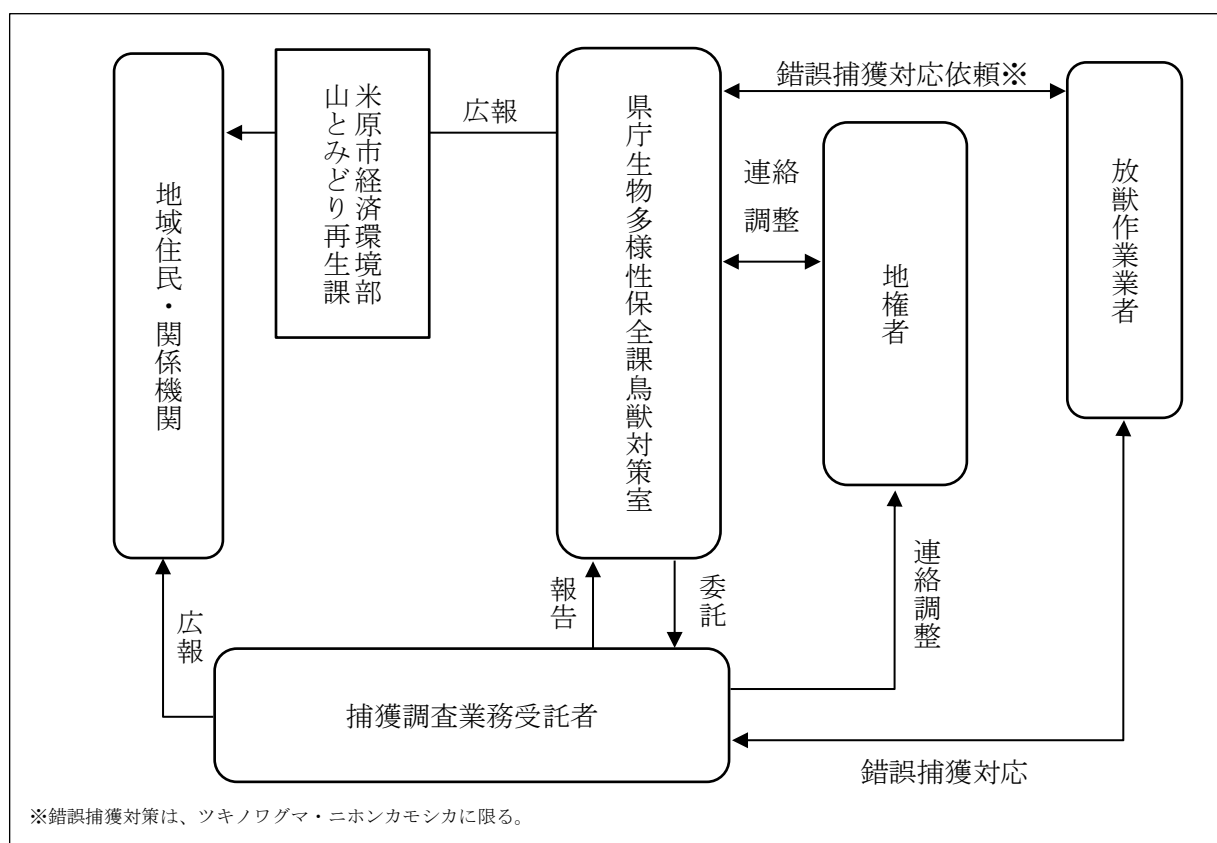 錯誤捕獲対応依頼※
米原市経済環境部
山とみどり再生課
広報
県庁生物多様性保全課鳥獣対策室
連絡
調整
地権者
放獣作業業者
地域住民・関係機関
広報
報告
委託
連絡調整
捕獲調査業務受託者
錯誤捕獲対応
※錯誤捕獲対策は、ツキノワグマ・ニホンカモシカに限る。